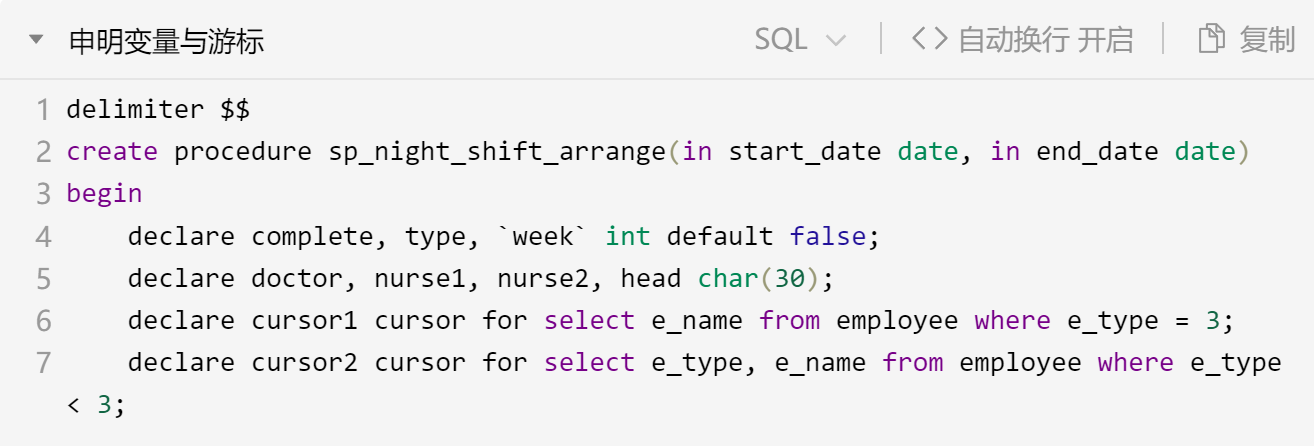 申明变量与游标 SQL <> 自动换行 开启 复制
1 delimiter $$
2 create procedure sp_night_shift_arrange(in start_date date, in end_date date)
3 begin
4     declare complete, type, `week` int default false;
5     declare doctor, nurse1, nurse2, head char(30);
6     declare cursor1 cursor for select e_name from employee where e_type = 3;
7     declare cursor2 cursor for select e_type, e_name from employee where e_type
< 3;